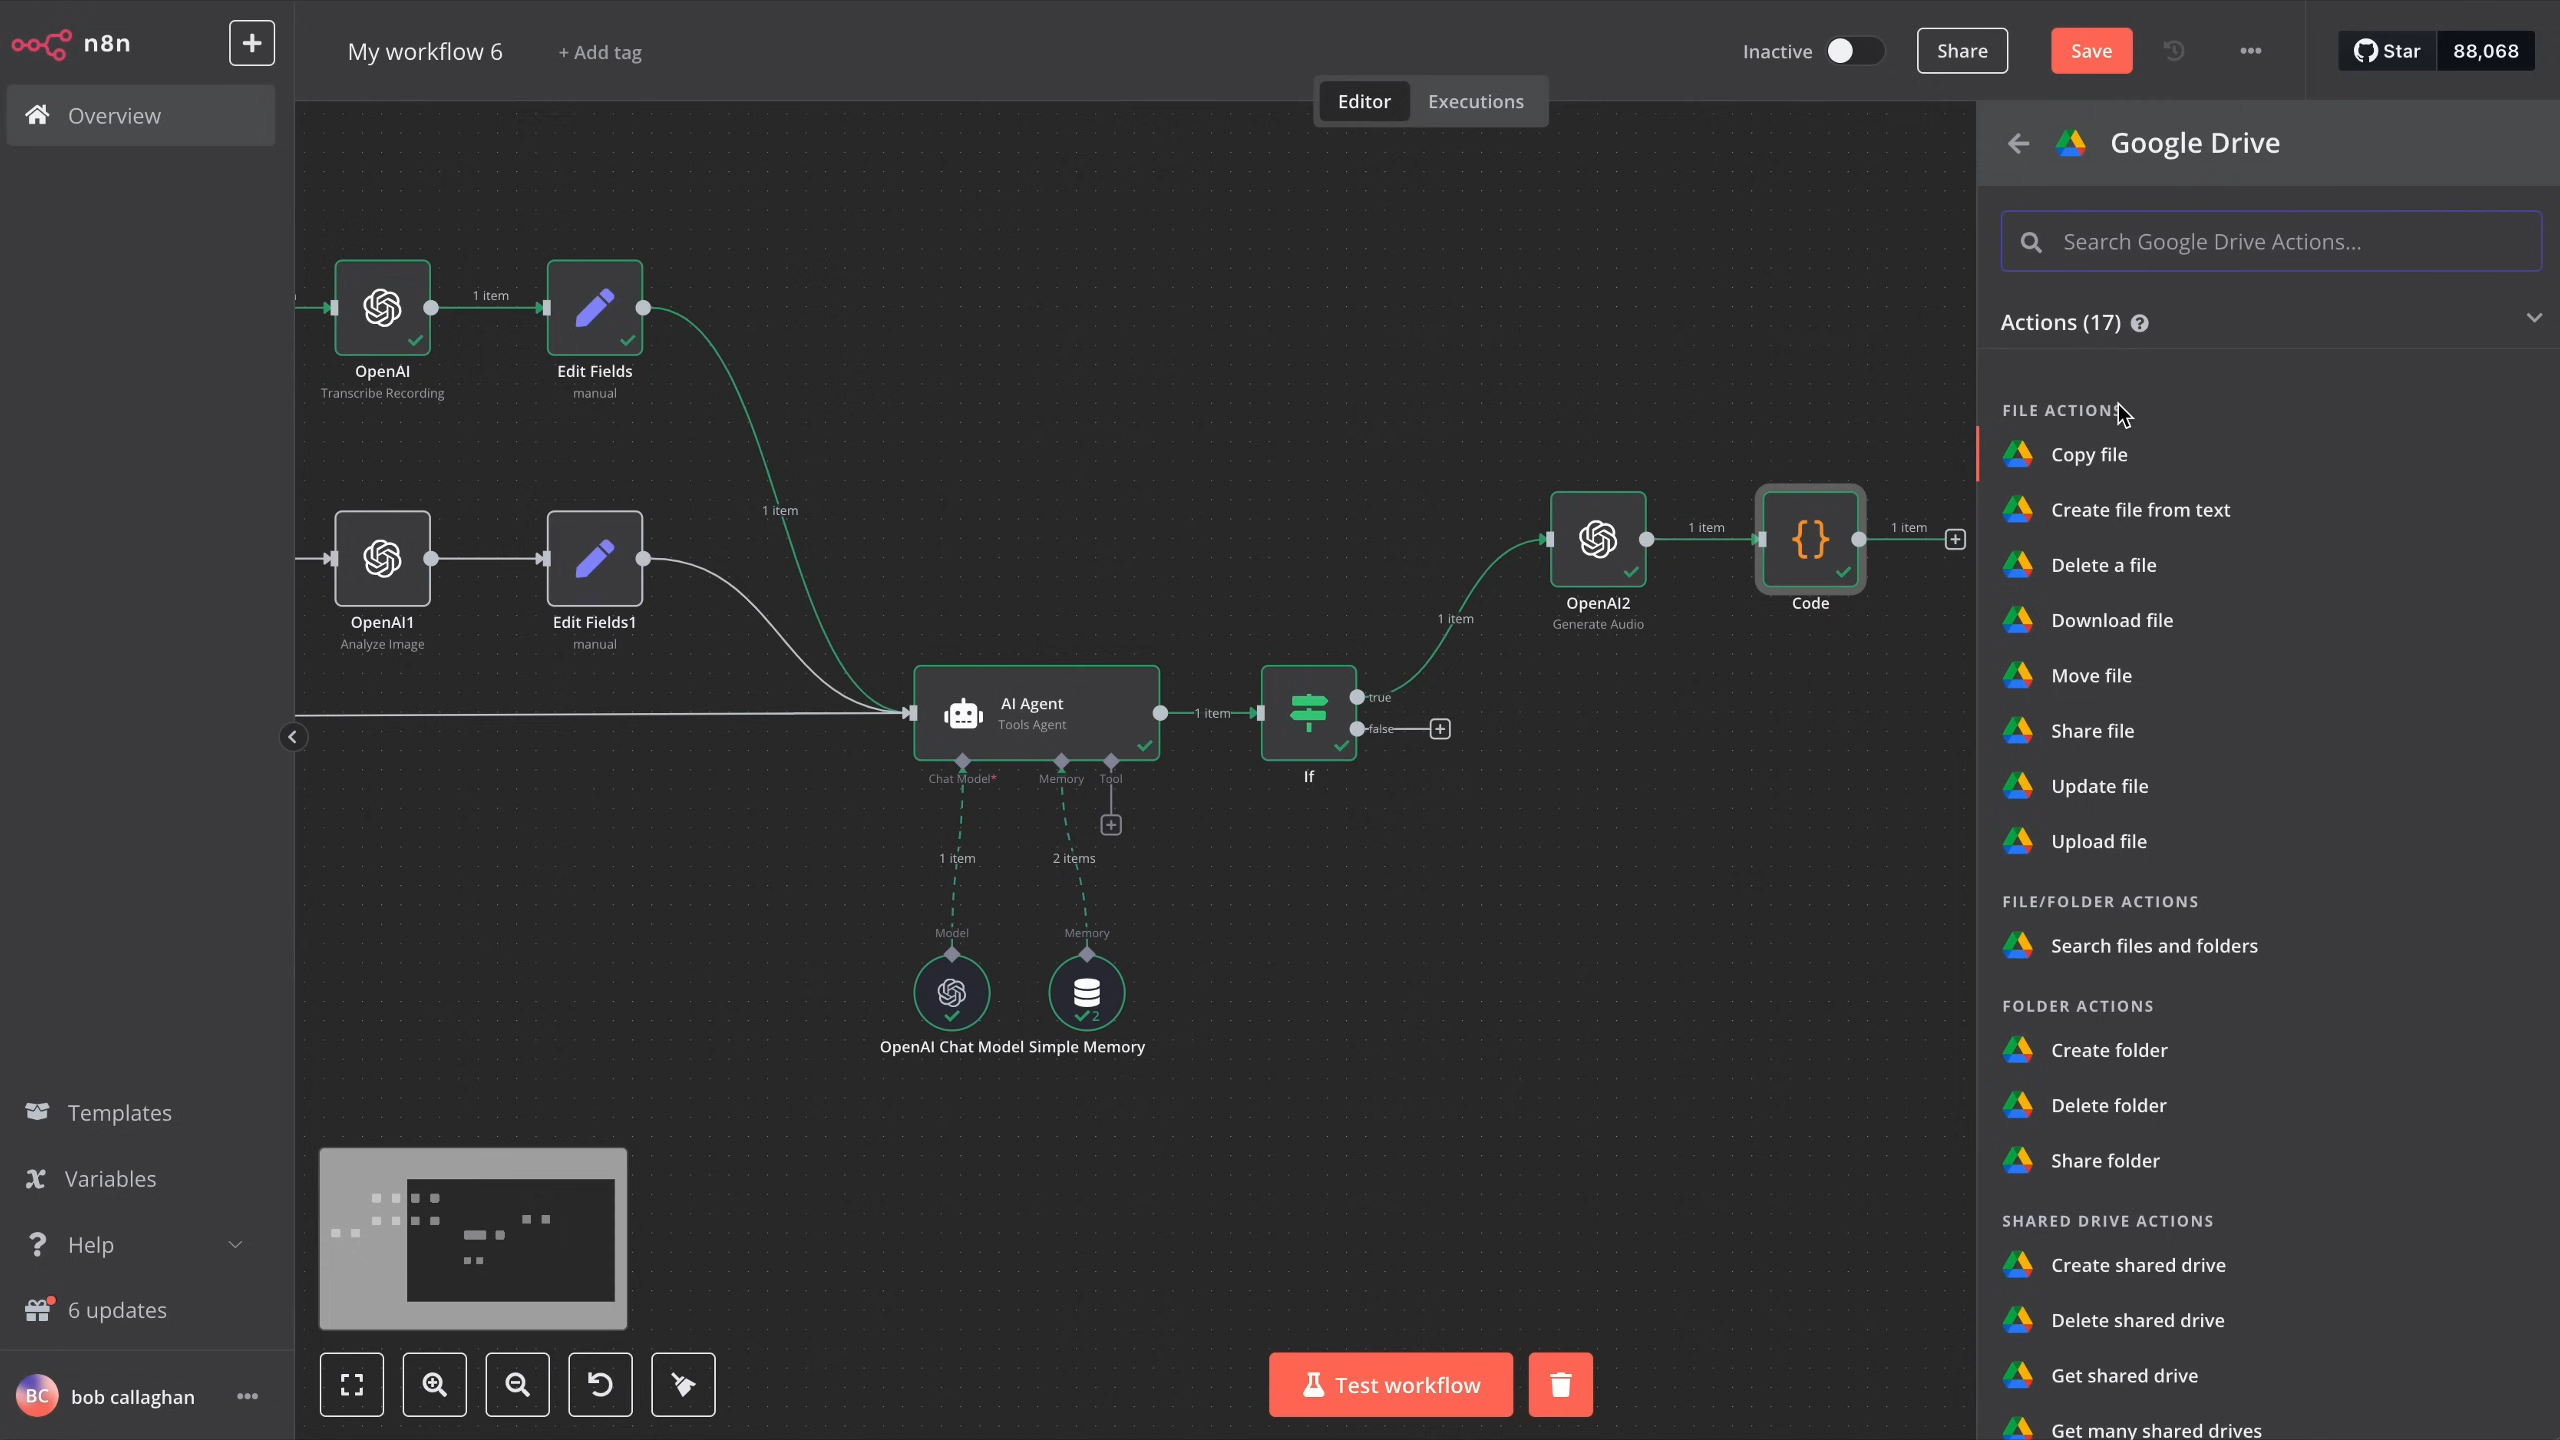 n8n
My workflow 6
+ Add tag
Inactive
Share
Save
Star
88,068
Overview
Editor
Executions
Google Drive
Search Google Drive Actions...
Actions (17)
FILE ACTIONS
Copy file
Create file from text
Delete a file
Download file
Move file
Share file
Update file
Upload file
FILE/FOLDER ACTIONS
Search files and folders
FOLDER ACTIONS
Create folder
Delete folder
Share folder
SHARED DRIVE ACTIONS
Create shared drive
Delete shared drive
Get shared drive
Get many shared drives
1 item
OpenAI
Transcribe Recording
Edit Fields
manual
1 item
OpenAI1
Analyze Image
Edit Fields1
manual
1 item
1 item
{}
OpenAI2
Generate Audio
Code
1 item
AI Agent
Tools Agent
1 item
true
false
If
Chat Model*
Memory
Tool
1 item
2 items
Model
Memory
2
OpenAI Chat Model
Simple Memory
Templates
Variables
Help
6 updates
BC
bob callaghan
Test workflow